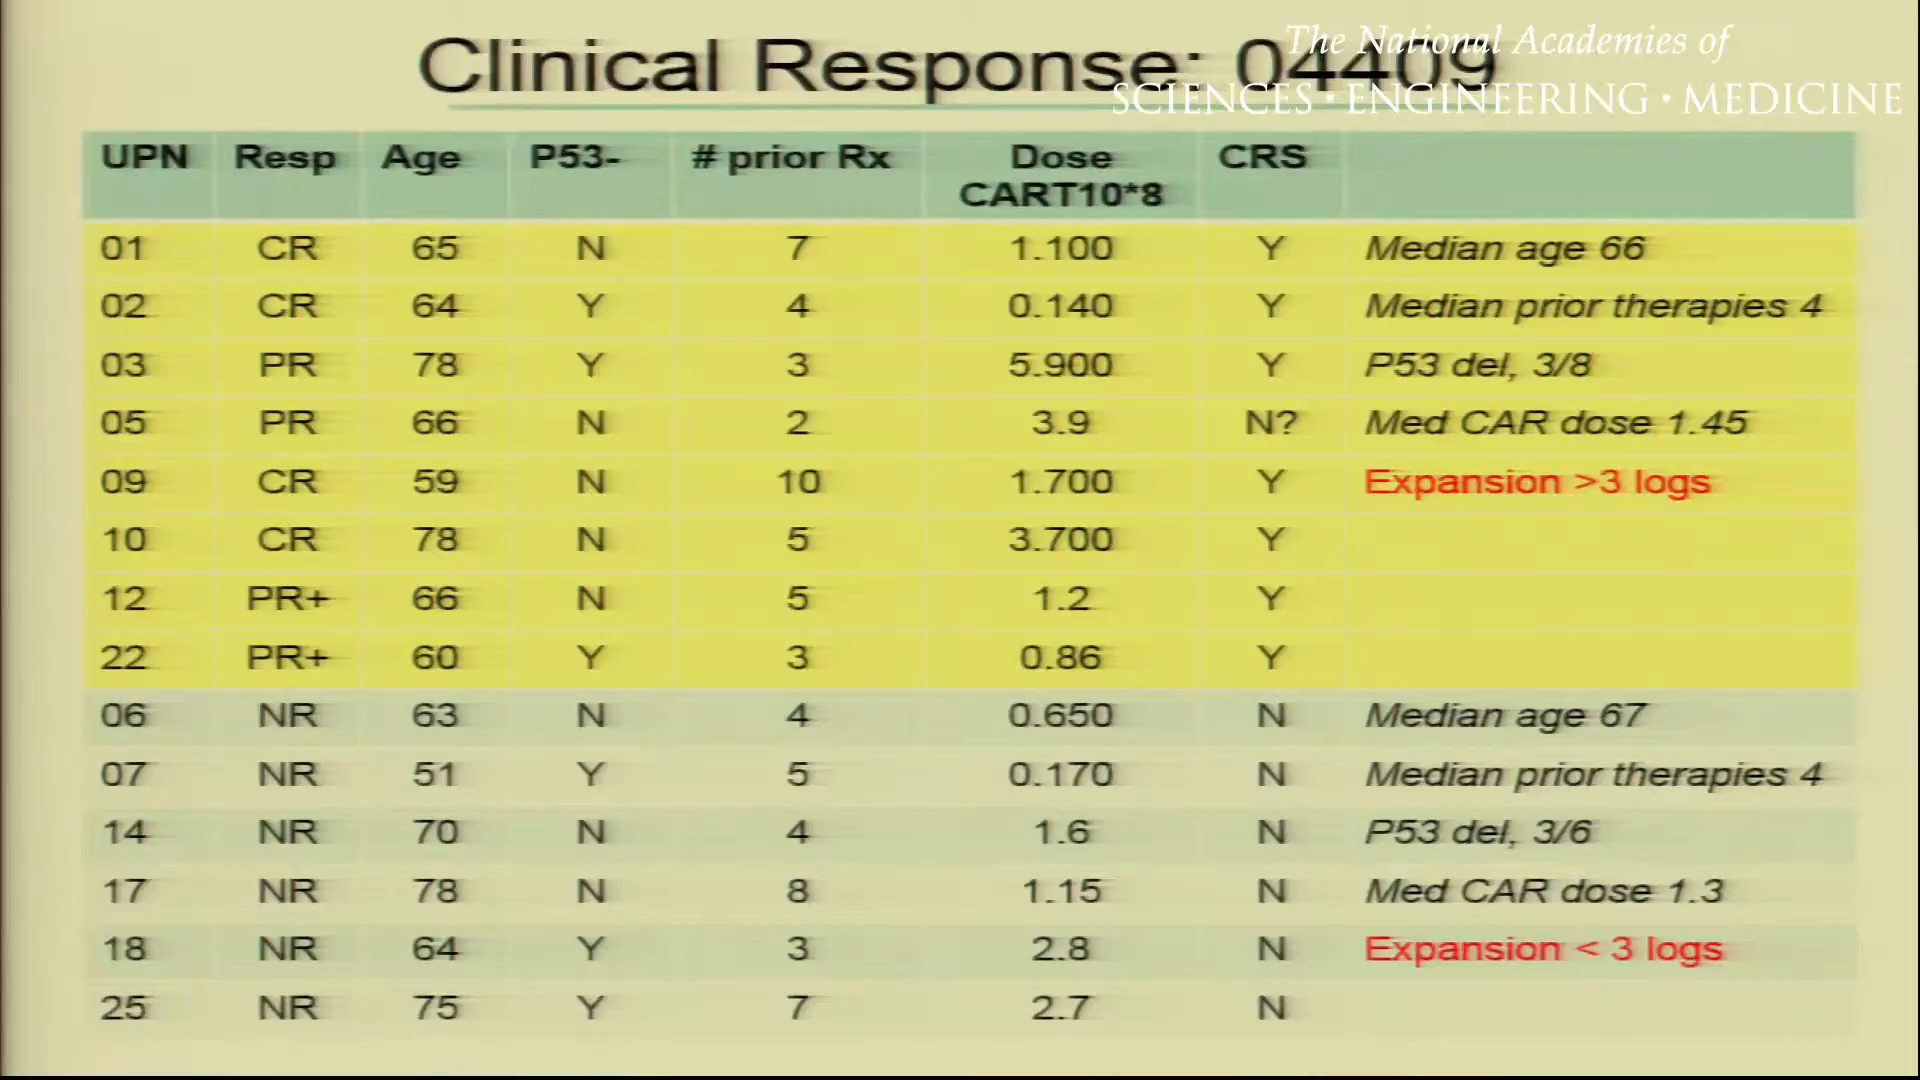 The National Academies of
SCIENCES • ENGINEERING • MEDICINE
Clinical Response: 04409
UPN Resp Age P53- # prior Rx Dose CART10*8 CRS
01 CR 65 N 7 1.100 Y Median age 66
02 CR 64 Y 4 0.140 Y Median prior therapies 4
03 PR 78 Y 3 5.900 Y P53 del, 3/8
05 PR 66 N 2 3.9 N? Med CAR dose 1.45
09 CR 59 N 10 1.700 Y Expansion >3 logs
10 CR 78 N 5 3.700 Y
12 PR+ 66 N 5 1.2 Y
22 PR+ 60 Y 3 0.86 Y
06 NR 63 N 4 0.650 N Median age 67
07 NR 51 Y 5 0.170 N Median prior therapies 4
14 NR 70 N 4 1.6 N P53 del, 3/6
17 NR 78 N 8 1.15 N Med CAR dose 1.3
18 NR 64 Y 3 2.8 N Expansion < 3 logs
25 NR 75 Y 7 2.7 N